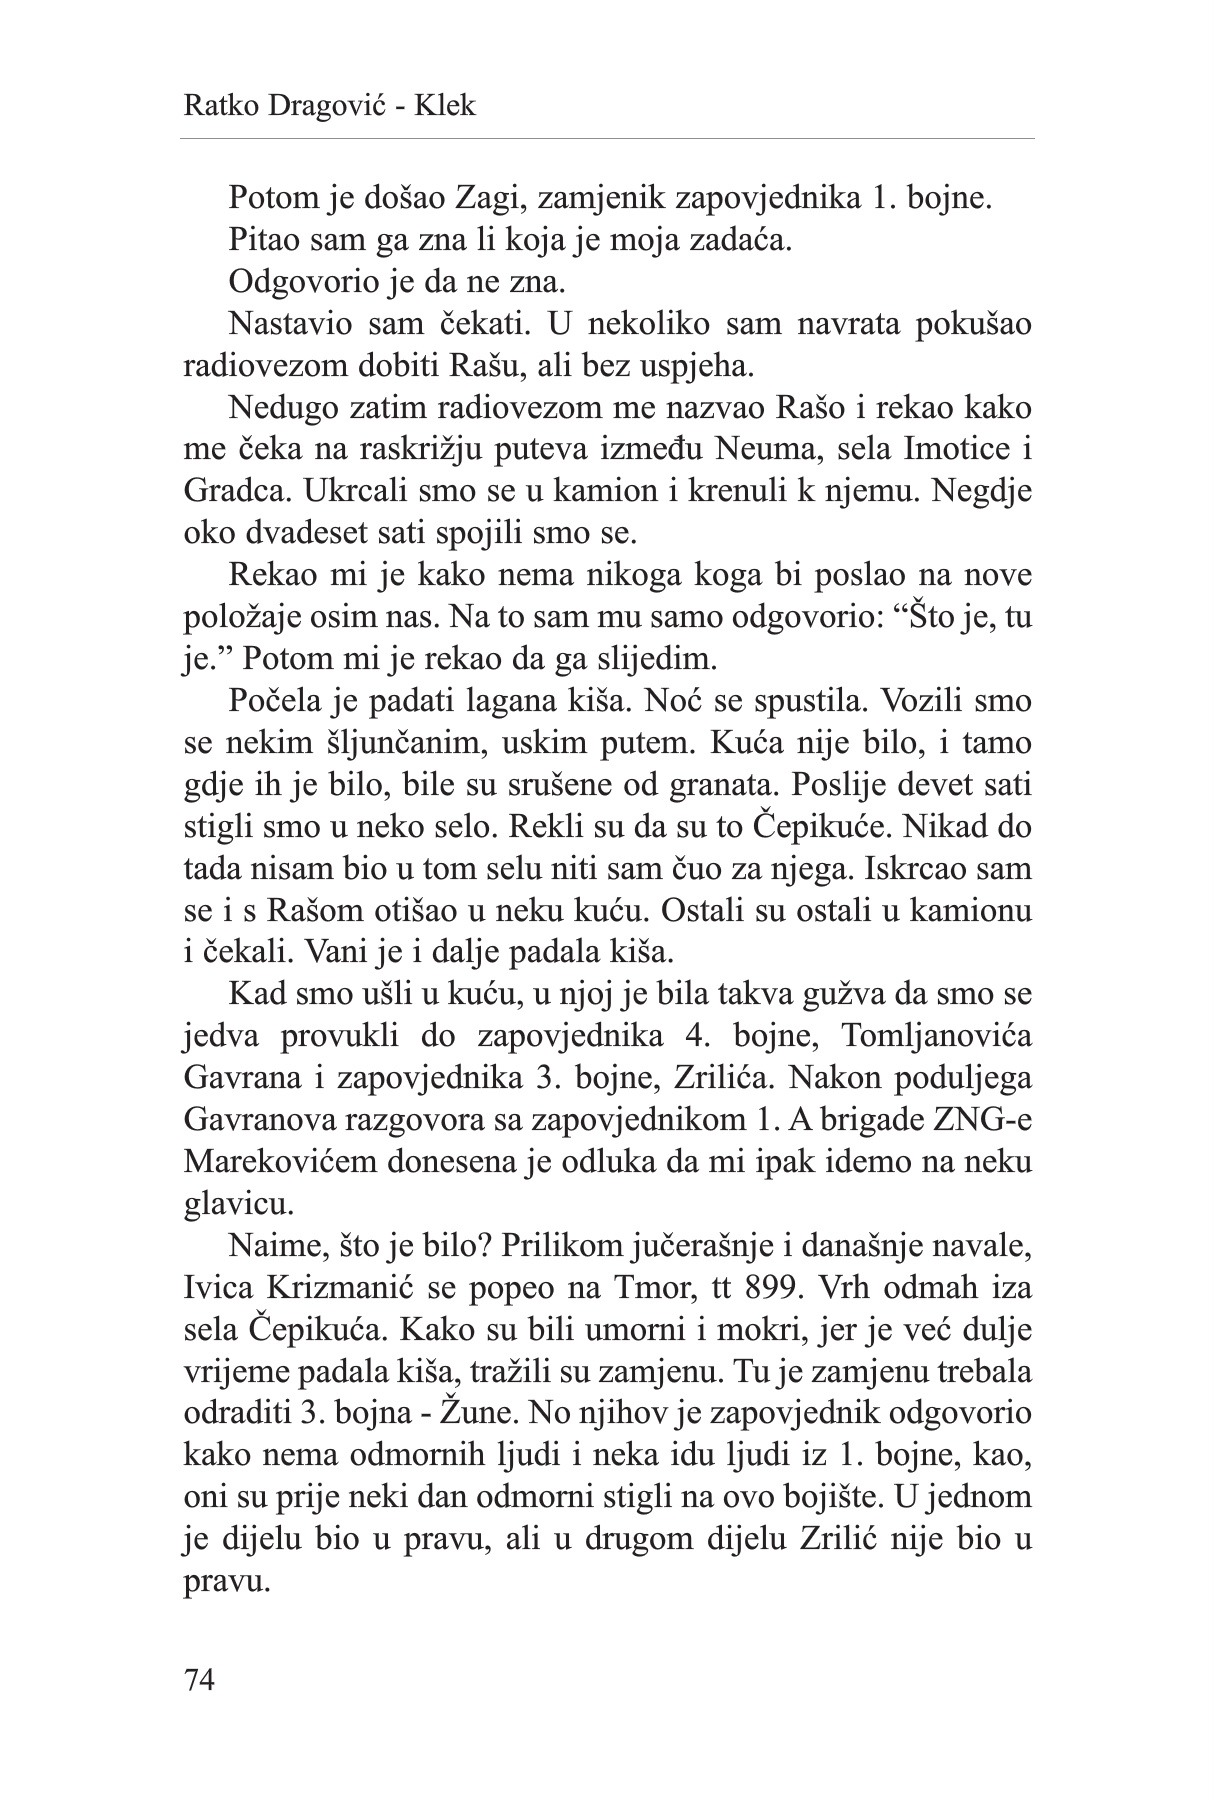 Ratko Dragović - Klek
Potom je došao Zagi, zamjenik zapovjednika 1. bojne.
Pitao sam ga zna li koja je moja zadaća.
Odgovorio je da ne zna.
Nastavio sam čekati. U nekoliko sam navrata pokušao
radiovezom dobiti Rašu, ali bez uspjeha.
Nedugo zatim radiovezom me nazvao Rašo i rekao kako
me čeka na raskrižju puteva između Neuma, sela Imotice i
Gradca. Ukrcali smo se u kamion i krenuli k njemu. Negdje
oko dvadeset sati spojili smo se.
Rekao mi je kako nema nikoga koga bi poslao na nove
položaje osim nas. Na to sam mu samo odgovorio: “Što je, tu
je.” Potom mi je rekao da ga slijedim.
Počela je padati lagana kiša. Noć se spustila. Vozili smo
se nekim šljunčanim, uskim putem. Kuća nije bilo, i tamo
gdje ih je bilo, bile su srušene od granata. Poslije devet sati
stigli smo u neko selo. Rekli su da su to Čepikuće. Nikad do
tada nisam bio u tom selu niti sam čuo za njega. Iskrcao sam
se i s Rašom otišao u neku kuću. Ostali su ostali u kamionu
i čekali. Vani je i dalje padala kiša.
Kad smo ušli u kuću, u njoj je bila takva gužva da smo se
jedva provukli do zapovjednika 4. bojne, Tomljanovića
Gavrana i zapovjednika 3. bojne, Zrilića. Nakon poduljega
Gavranova razgovora sa zapovjednikom 1. A brigade ZNG-e
Marekovićem donesena je odluka da mi ipak idemo na neku
glavicu.
Naime, što je bilo? Prilikom jučerašnje i današnje navale,
Ivica Krizmanić se popeo na Tmor, tt 899. Vrh odmah iza
sela Čepikuća. Kako su bili umorni i mokri, jer je već dulje
vrijeme padala kiša, tražili su zamjenu. Tu je zamjenu trebala
odraditi 3. bojna - Žune. No njihov je zapovjednik odgovorio
kako nema odmornih ljudi i neka idu ljudi iz 1. bojne, kao,
oni su prije neki dan odmorni stigli na ovo bojište. U jednom
je dijelu bio u pravu, ali u drugom dijelu Zrilić nije bio u
pravu.
74